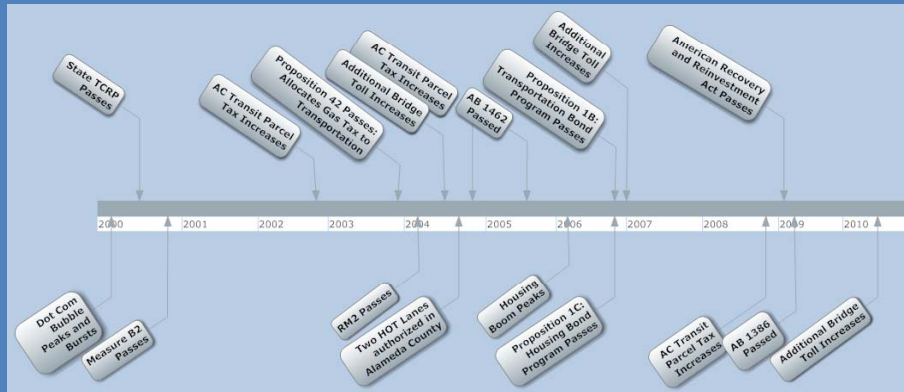 State TCRP
Passes
AC Transit Parcel
Tax Increases
Proposition 42 Passes:
Allocates Gas Tax to
Transportation
Additional Bridge
Toll Increases
AC Transit Parcel
Tax Increases
AB 1462
Passed
Proposition 1B:
Transportation Bond
Program Passes
Additional
Bridge Toll
Increases
American Recovery
and Reinvestment
Act Passes
2000
2001
2002
2003
2004
2005
2006
2007
2008
2009
2010
Dot Com
Bubble
Peaks and
Bursts
Measure B2
Passes
RM2 Passes
Two HOT Lanes
authorized in
Alameda County
Housing
Boom Peaks
Proposition 1C:
Housing Bond
Program Passes
AC Transit
Parcel Tax
Increases
AB 1386
Passed
Additional Bridge
Toll Increases